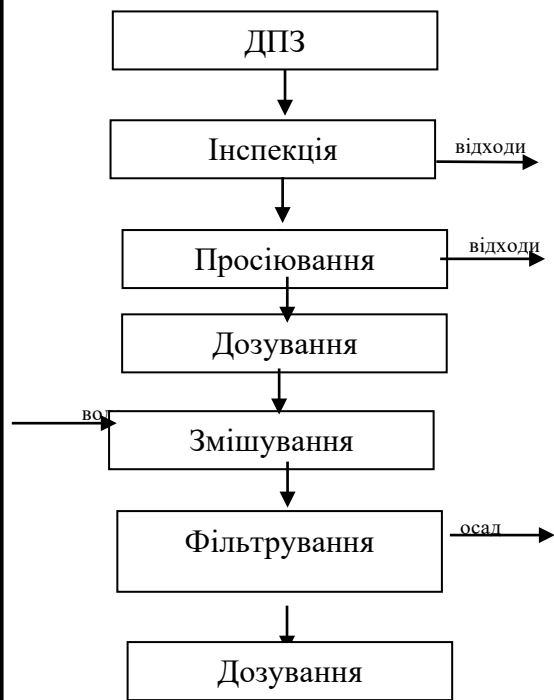 ДПЗ
Інспекція
відходи
Просіювання
відходи
Дозування
Змішування
Фільтрування
осад
Дозування